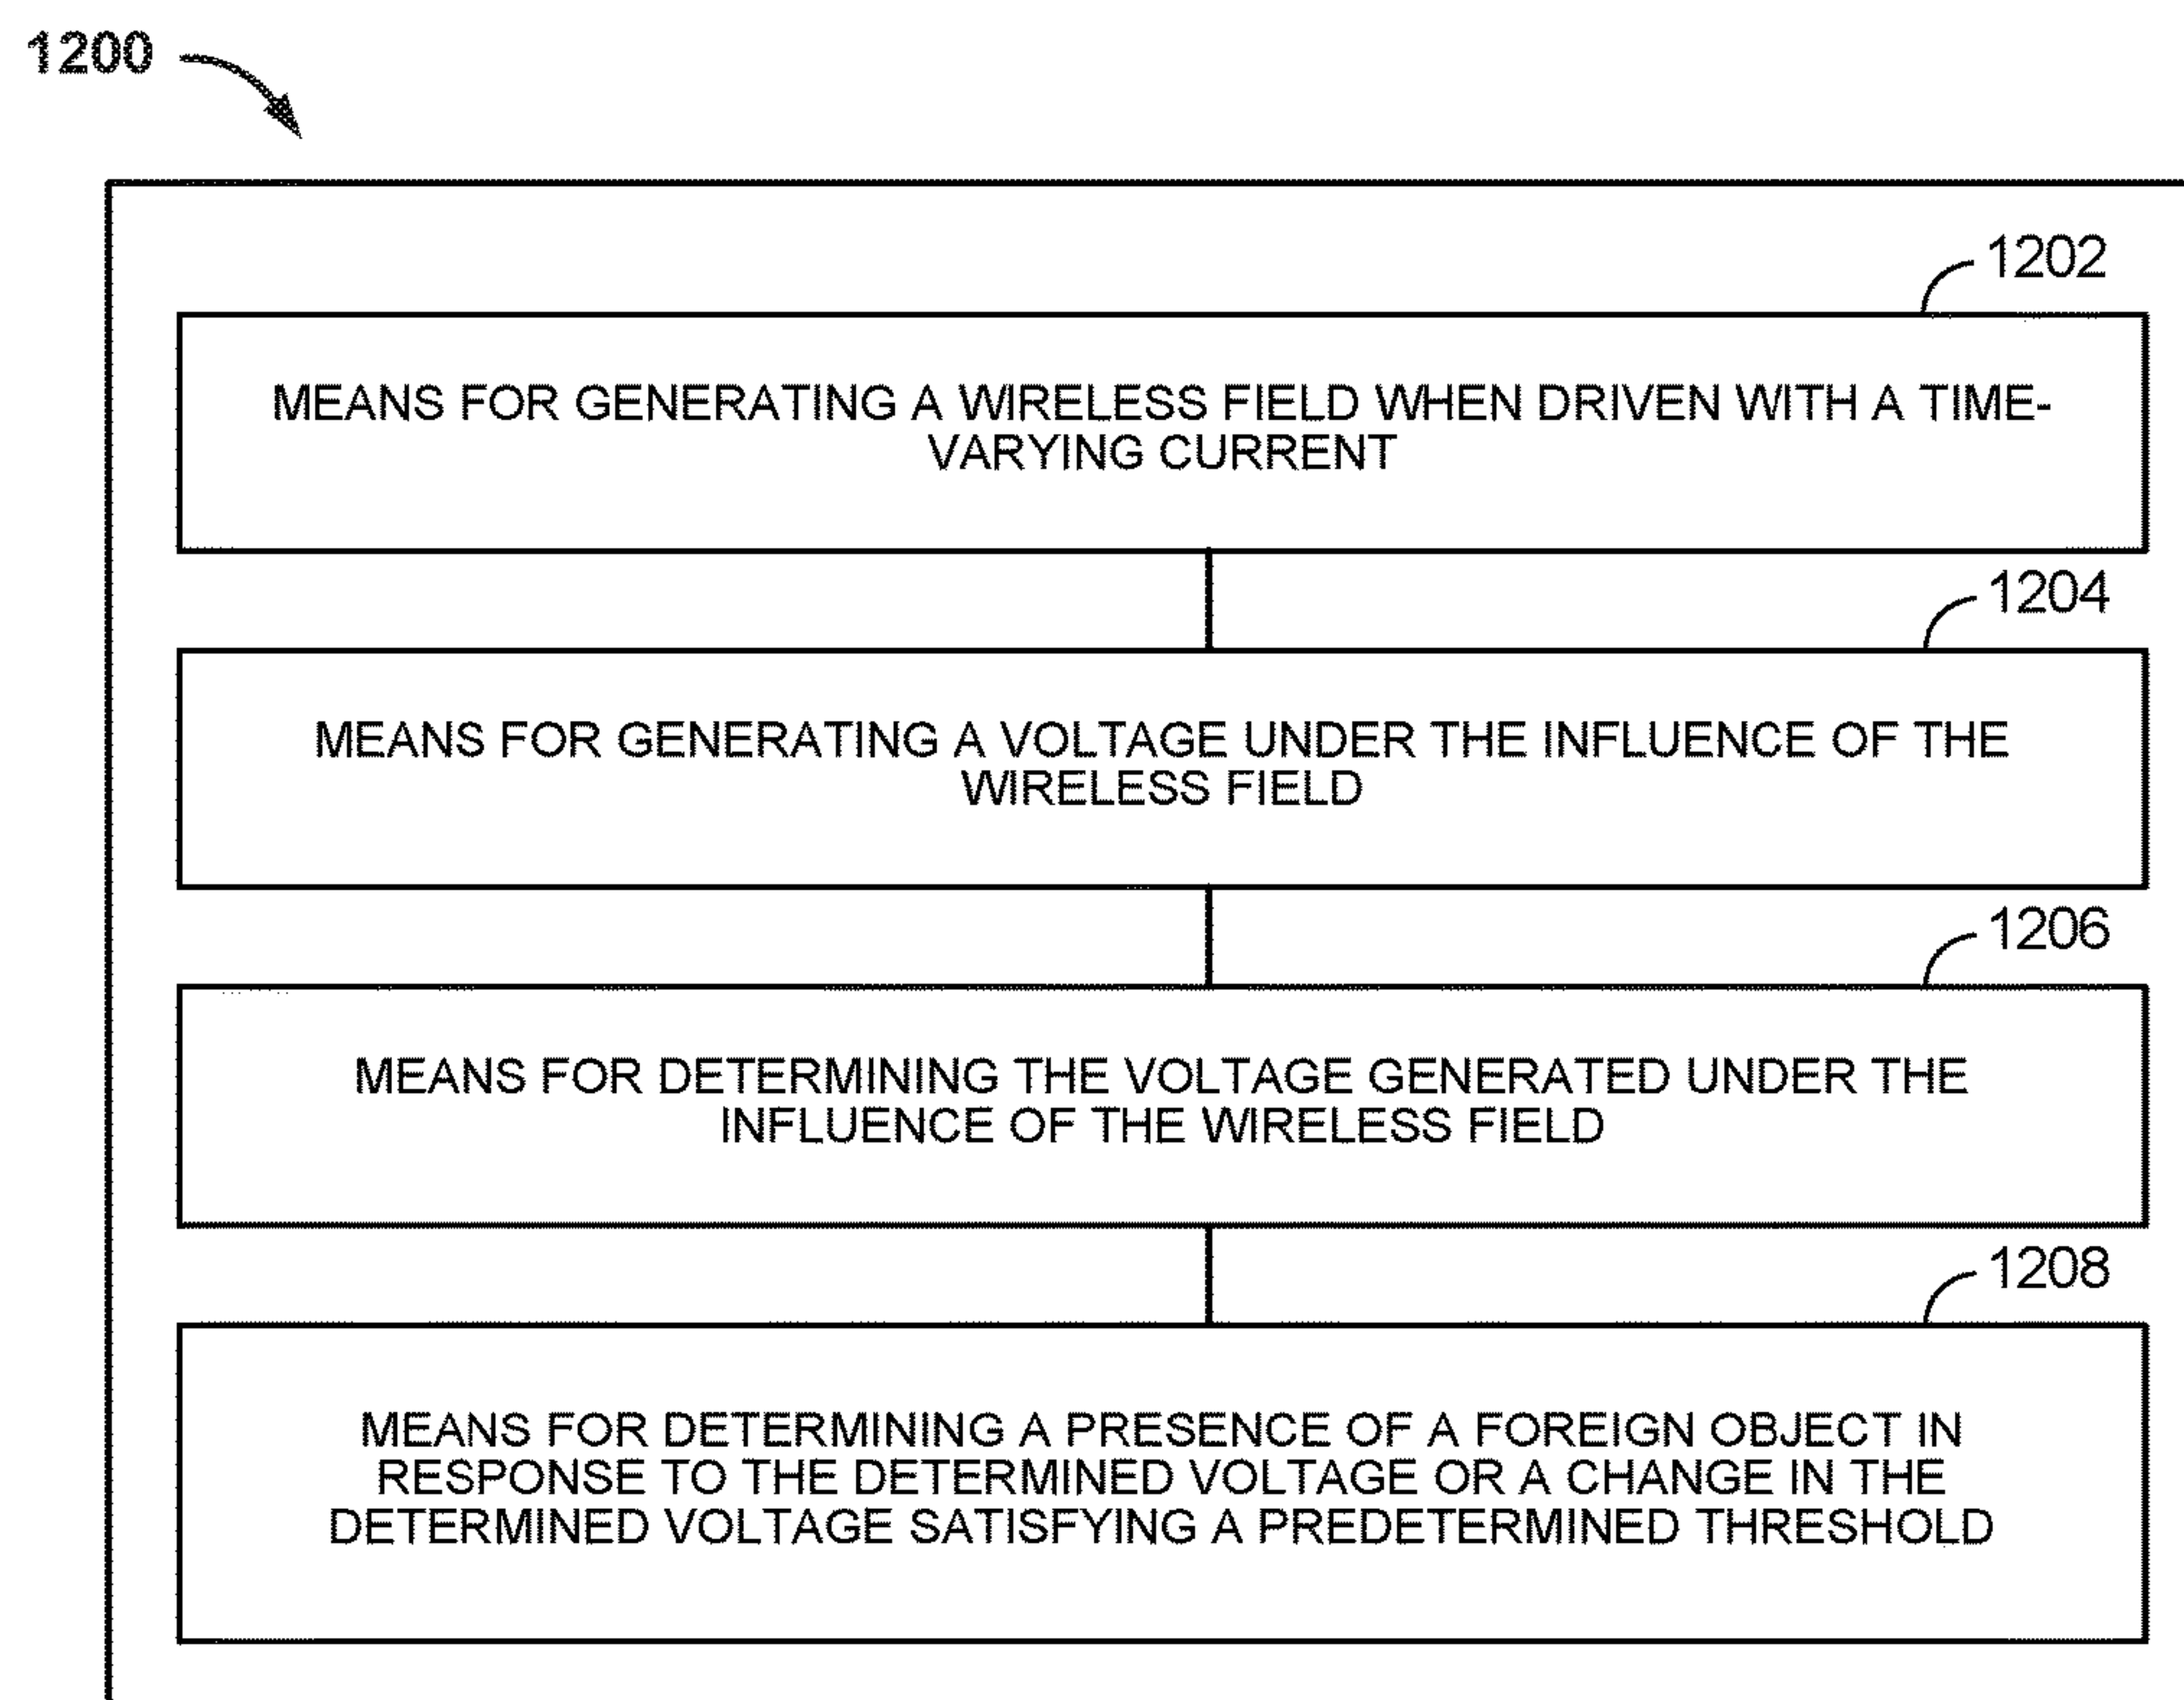 1200
1202
MEANS FOR GENERATING A WIRELESS FIELD WHEN DRIVEN WITH A TIME-
VARYING CURRENT
1204
MEANS FOR GENERATING A VOLTAGE UNDER THE INFLUENCE OF THE
WIRELESS FIELD
1206
MEANS FOR DETERMINING THE VOLTAGE GENERATED UNDER THE
INFLUENCE OF THE WIRELESS FIELD
1208
MEANS FOR DETERMINING A PRESENCE OF A FOREIGN OBJECT IN
RESPONSE TO THE DETERMINED VOLTAGE OR A CHANGE IN THE
DETERMINED VOLTAGE SATISFYING A PREDETERMINED THRESHOLD